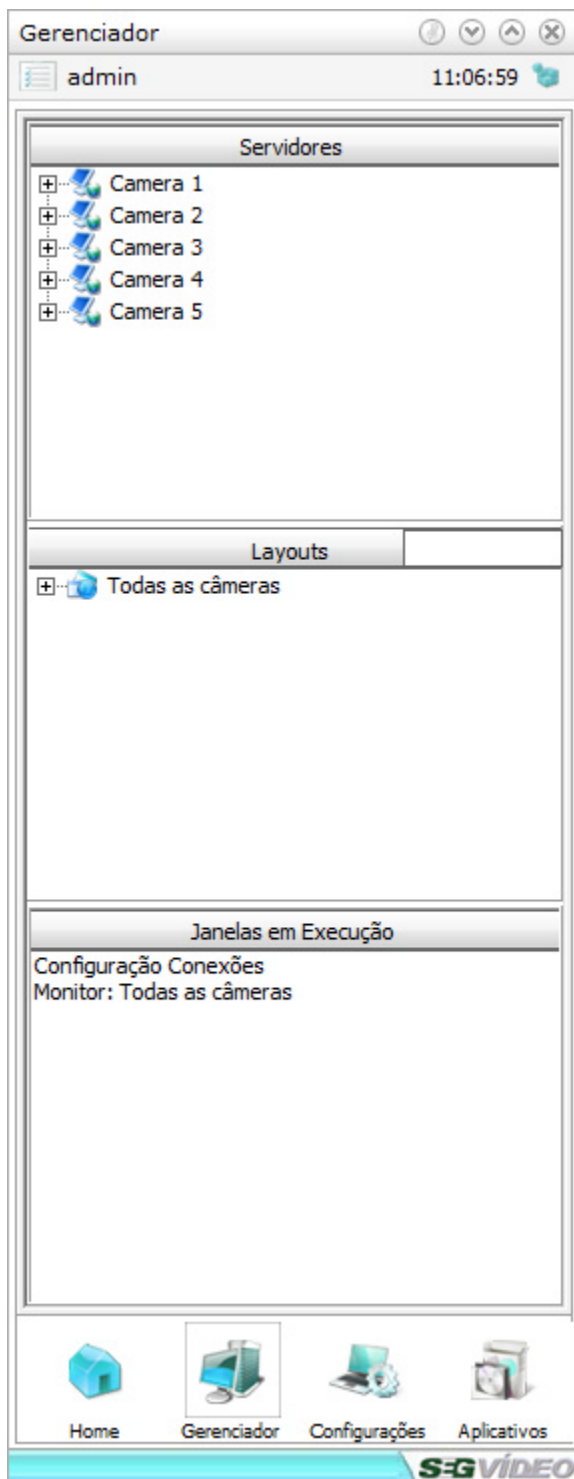 Gerenciador
admin 11:06:59
Servidores
Camera 1
Camera 2
Camera 3
Camera 4
Camera 5
Layouts
Todas as câmeras
Janelas em Execução
Configuração Conexões
Monitor: Todas as câmeras
Home Gerenciador Configurações Aplicativos
SEGVÍDEO